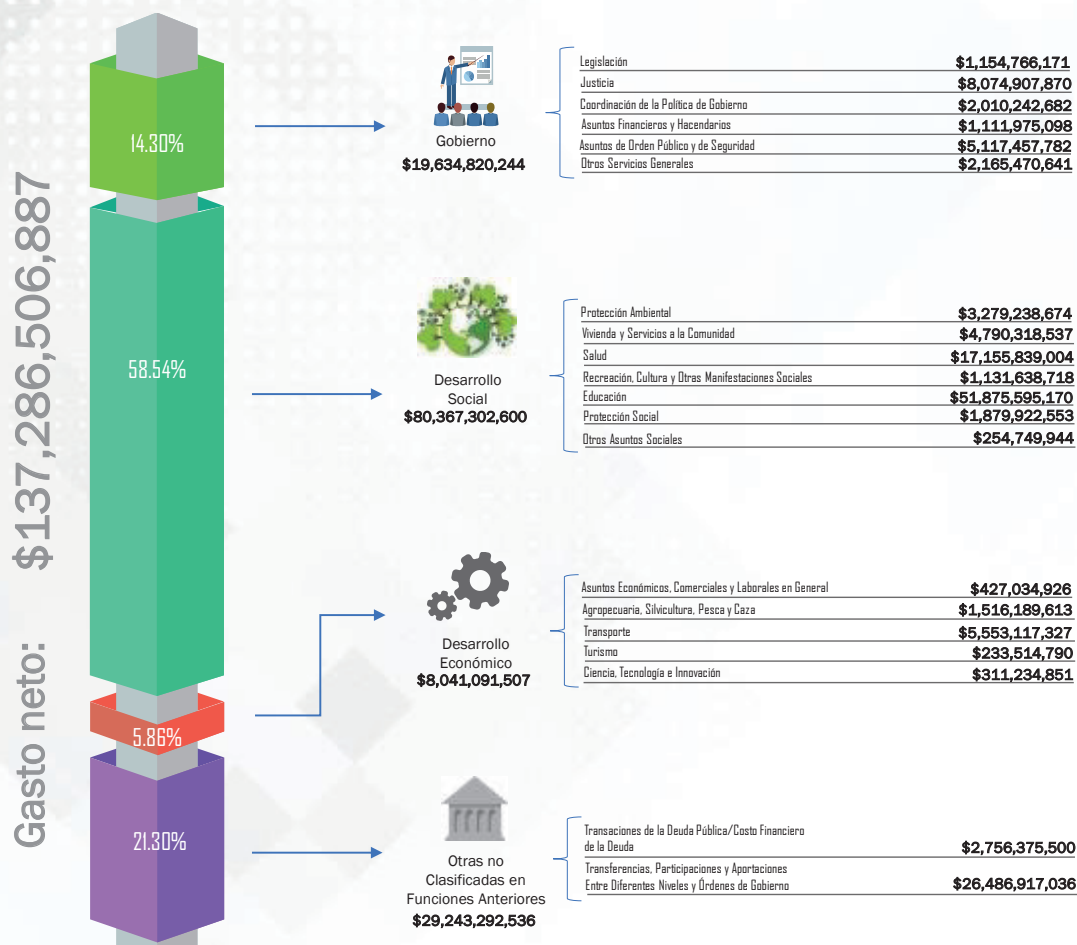 Gasto neto: $137,286,506,887
14.30%
Gobierno
$19,634,820,244
Legislación $1,154,766,171
Justicia $8,074,907,870
Coordinación de la Política de Gobierno $2,010,242,682
Asuntos Financieros y Hacendarios $1,111,975,098
Asuntos de Orden Público y de Seguridad $5,117,457,782
Otros Servicios Generales $2,165,470,641
58.54%
Desarrollo
Social
$80,367,302,600
Protección Ambiental $3,279,238,674
Vivienda y Servicios a la Comunidad $4,790,318,537
Salud $17,155,839,004
Recreación, Cultura y Otras Manifestaciones Sociales $1,131,638,718
Educación $51,875,595,170
Protección Social $1,879,922,553
Otros Asuntos Sociales $254,749,944
5.86%
Desarrollo
Económico
$8,041,091,507
Asuntos Económicos, Comerciales y Laborales en General $427,034,926
Agropecuaria, Silvicultura, Pesca y Caza $1,516,189,613
Transporte $5,553,117,327
Turismo $233,514,790
Ciencia, Tecnología e Innovación $311,234,851
21.30%
Otras no
Clasificadas en
Funciones Anteriores
$29,243,292,536
Transaciones de la Deuda Pública/Costo Financiero
de la Deuda $2,756,375,500
Transferencias, Participaciones y Aportaciones
Entre Diferentes Niveles y Órdenes de Gobierno $26,486,917,036